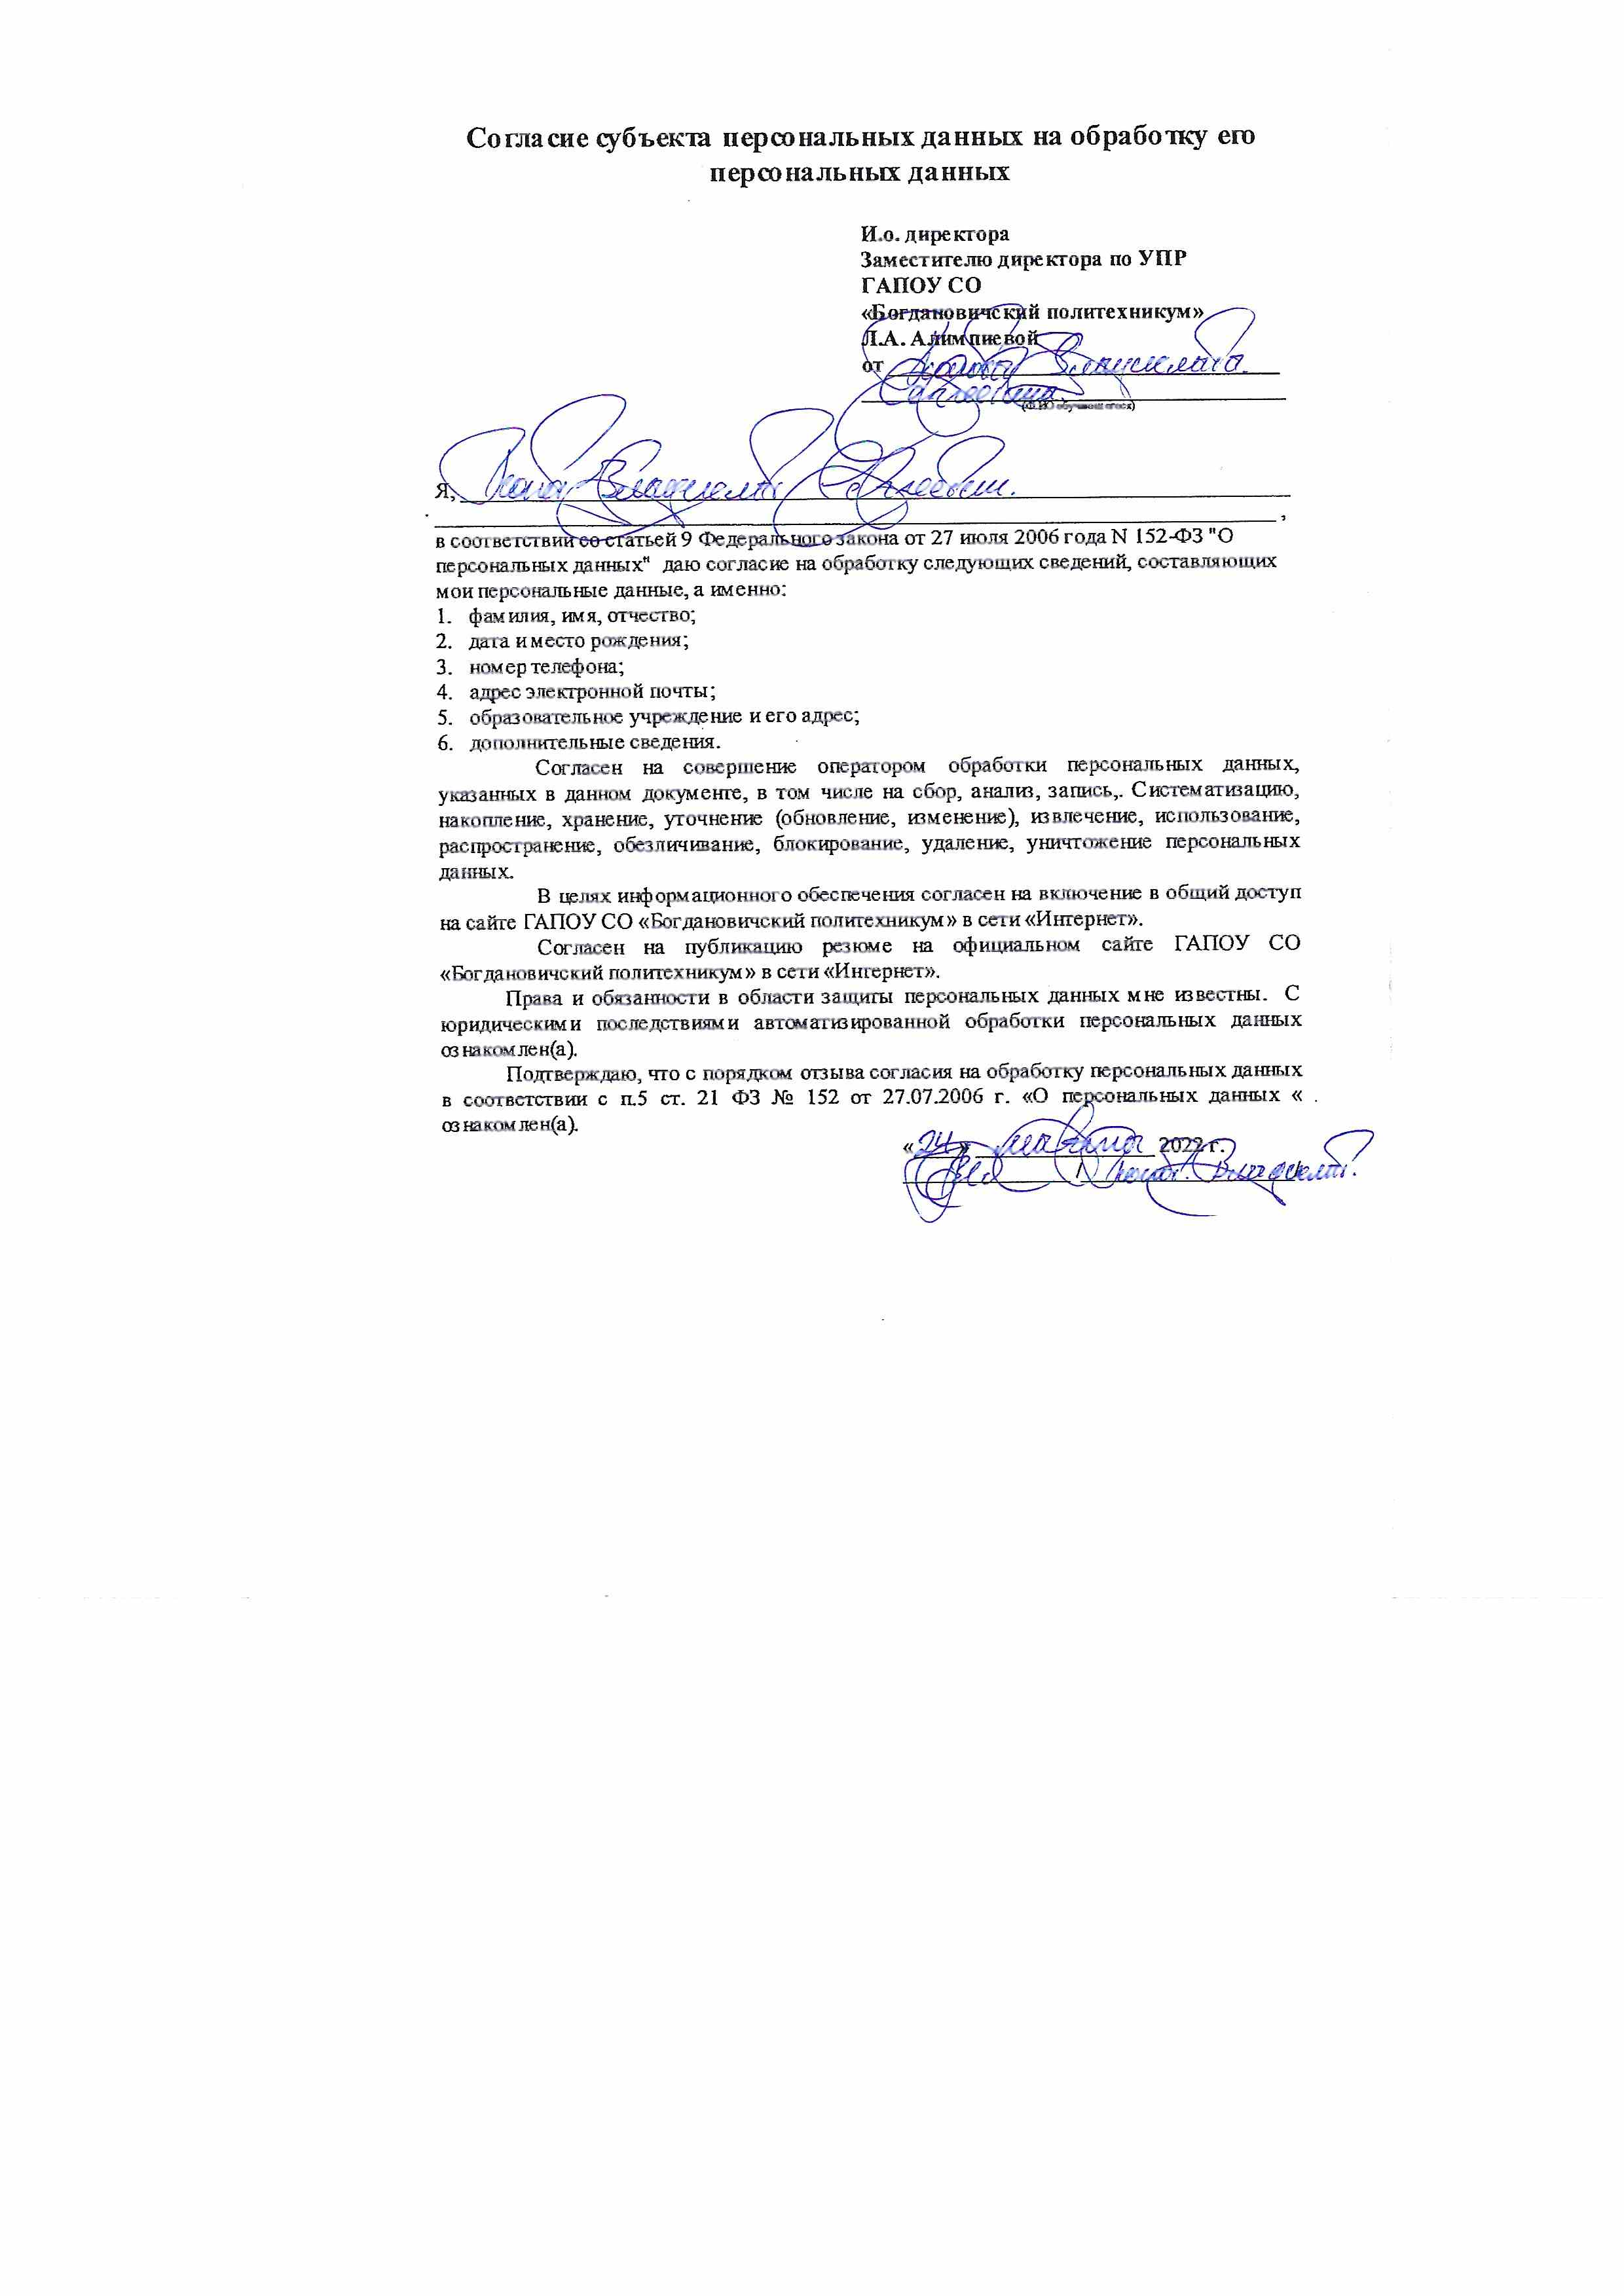 Согласие субъекта персональных данных на обработку его
персональных данных
И.о. директора
Заместителю директора по УПР
ГАПОУ СО
«Богдановичский политехникум»
Л.А. Алимпиевой
от Владислава
(Ф.И.О обучающегося)
Я, Владислав Сергеевич.
,
в соответствии со статьей 9 Федерального закона от 27 июля 2006 года N 152-ФЗ "О
персональных данных" даю согласие на обработку следующих сведений, составляющих
мои персональные данные, а именно:
1. фамилия, имя, отчество;
2. дата и место рождения;
3. номер телефона;
4. адрес электронной почты;
5. образовательное учреждение и его адрес;
6. дополнительные сведения.
Согласен на совершение оператором обработки персональных данных,
указанных в данном документе, в том числе на сбор, анализ, запись,. Систематизацию,
накопление, хранение, уточнение (обновление, изменение), извлечение, использование,
распространение, обезличивание, блокирование, удаление, уничтожение персональных
данных.
В целях информационного обеспечения согласен на включение в общий доступ
на сайте ГАПОУ СО «Богдановичский политехникум» в сети «Интернет».
Согласен на публикацию резюме на официальном сайте ГАПОУ СО
«Богдановичский политехникум» в сети «Интернет».
Права и обязанности в области защиты персональных данных мне известны. С
юридическими последствиями автоматизированной обработки персональных данных
ознакомлен(а).
Подтверждаю, что с порядком отзыва согласия на обработку персональных данных
в соответствии с п.5 ст. 21 ФЗ № 152 от 27.07.2006 г. «О персональных данных «
ознакомлен(а).
«24» 2022 г.
/ Владислав.